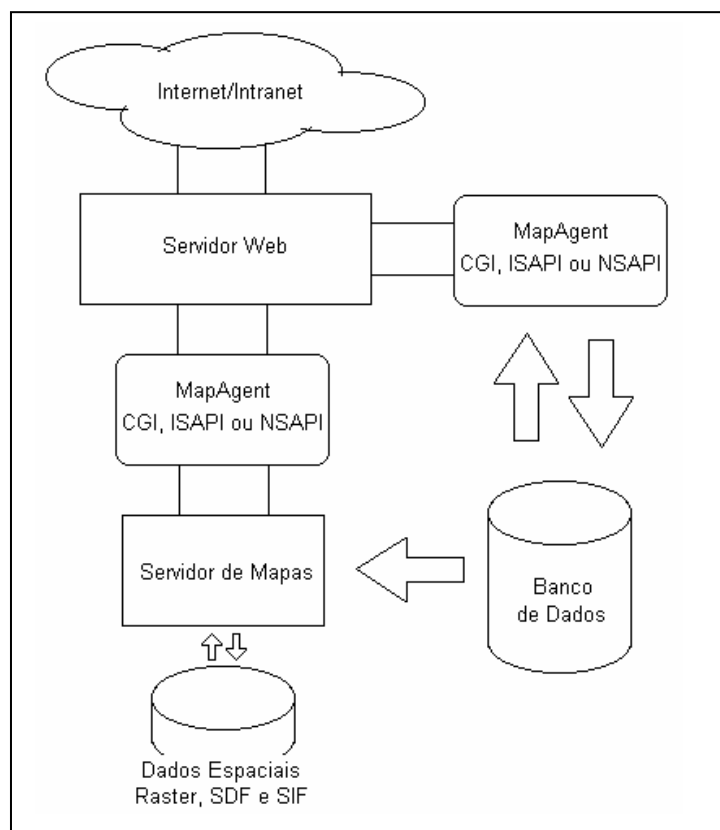 Internet/Intranet
Servidor Web
MapAgent
CGI, ISAPI ou NSAPI
MapAgent
CGI, ISAPI ou NSAPI
Servidor de Mapas
Banco
de Dados
Dados Espaciais
Raster, SDF e SIF